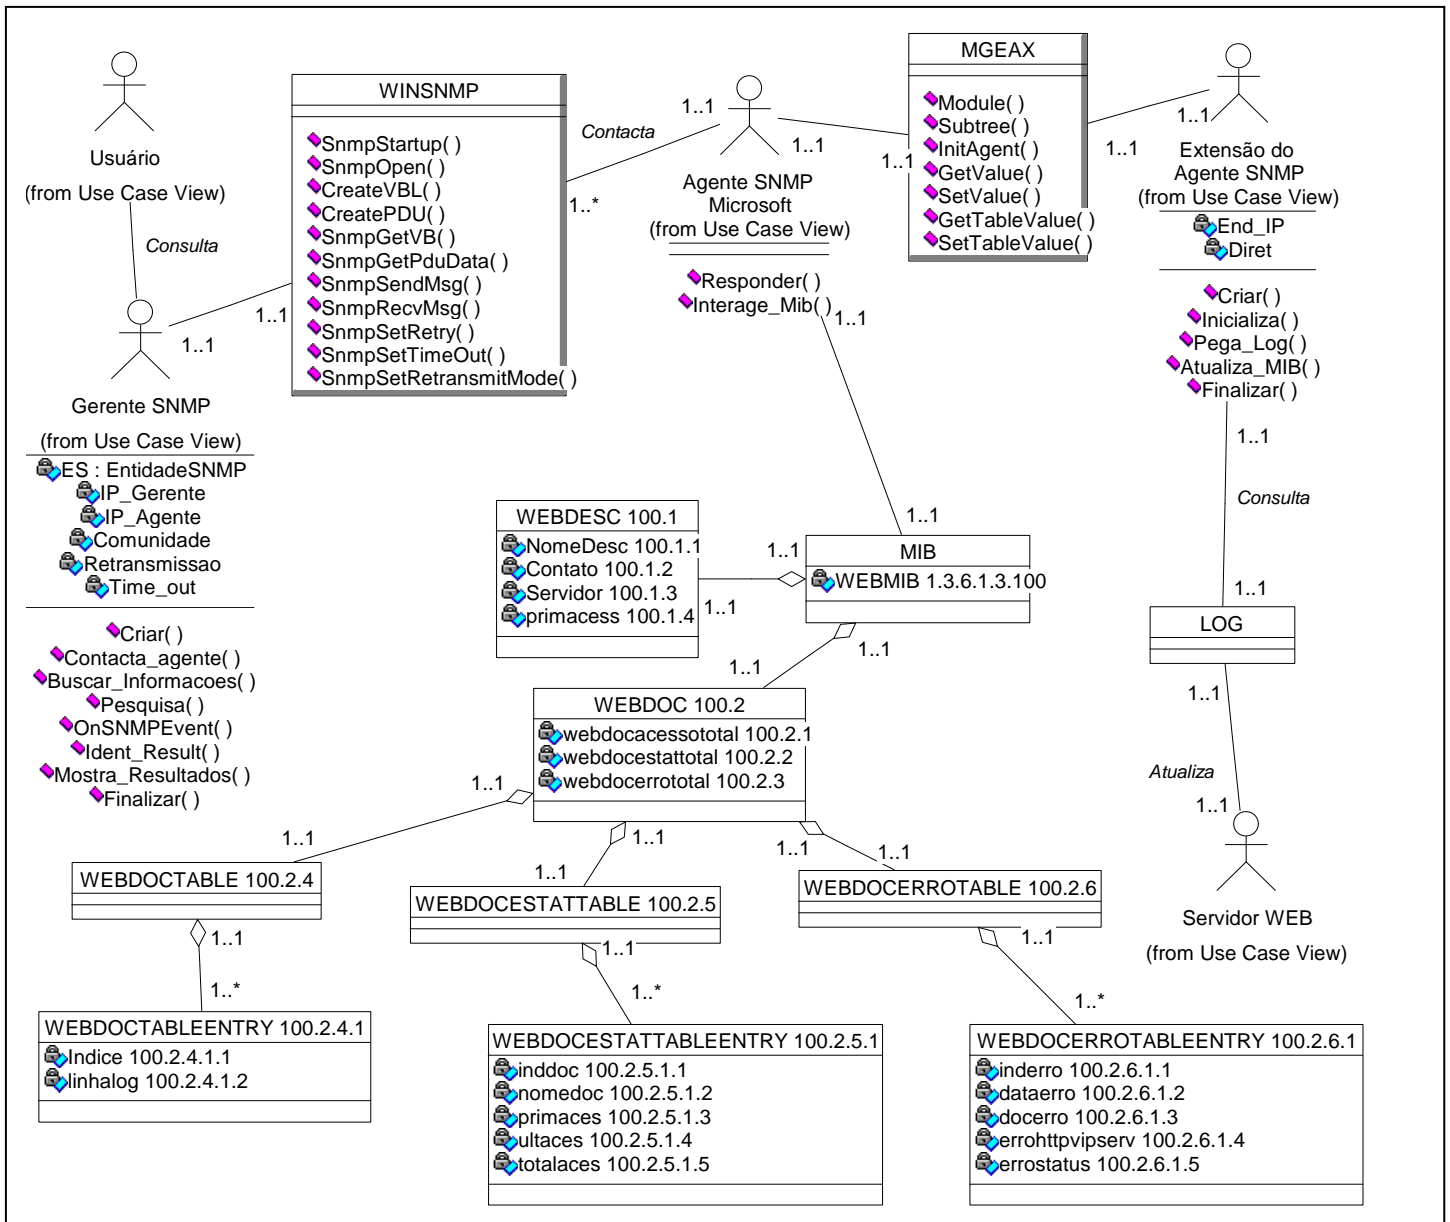 Usuário
(from Use Case View)
Consulta
1..1
1..1
Gerente SNMP
(from Use Case View)
ES : EntidadeSNMP
IP_Gerente
IP_Agente
Comunidade
Retransmissao
Time_out
Criar( )
Contacta_agente( )
Buscar_Informacoes( )
Pesquisa( )
OnSNMPEvent( )
Ident_Result( )
Mostra_Resultados( )
Finalizar( )
WINSNMP
SnmpStartup( )
SnmpOpen( )
CreateVBL( )
CreatePDU( )
SnmpGetVB( )
SnmpGetPduData( )
SnmpSendMsg( )
SnmpRecvMsg( )
SnmpSetRetry( )
SnmpSetTimeOut( )
SnmpSetRetransmitMode( )
1..1
Contacta
1..*
Agente SNMP
Microsoft
(from Use Case View)
Responder( )
Interage_Mib( )
1..1
1..1
1..1
MGEAX
Module( )
Subtree( )
InitAgent( )
GetValue( )
SetValue( )
GetTableValue( )
SetTableValue( )
1..1
1..1
Extensão do
Agente SNMP
(from Use Case View)
End_IP
Diret
Criar( )
Inicializa( )
Pega_Log( )
Atualiza_MIB( )
Finalizar( )
1..1
Consulta
1..1
LOG
1..1
Atualiza
1..1
Servidor WEB
(from Use Case View)
1..1
MIB
WEBMIB 1.3.6.1.3.100
1..1
1..1
WEBDESC 100.1
NomeDesc 100.1.1
Contato 100.1.2
Servidor 100.1.3
primacess 100.1.4
1..1
1..1
WEBDOC 100.2
webdocacessototal 100.2.1
webdocestattotal 100.2.2
webdocerrototal 100.2.3
1..1
1..1
1..1
1..1
1..1
1..1
WEBDOCTABLE 100.2.4
1..1
1..*
WEBDOCTABLEENTRY 100.2.4.1
Indice 100.2.4.1.1
linhalog 100.2.4.1.2
WEBDOCESTATTABLE 100.2.5
1..1
1..*
WEBDOCESTATTABLEENTRY 100.2.5.1
inddoc 100.2.5.1.1
nomedoc 100.2.5.1.2
primaces 100.2.5.1.3
ultaces 100.2.5.1.4
totalaces 100.2.5.1.5
WEBDOCERROTABLE 100.2.6
1..1
1..*
WEBDOCERROTABLEENTRY 100.2.6.1
inderro 100.2.6.1.1
dataerro 100.2.6.1.2
docerro 100.2.6.1.3
errohttpvipserv 100.2.6.1.4
errostatus 100.2.6.1.5